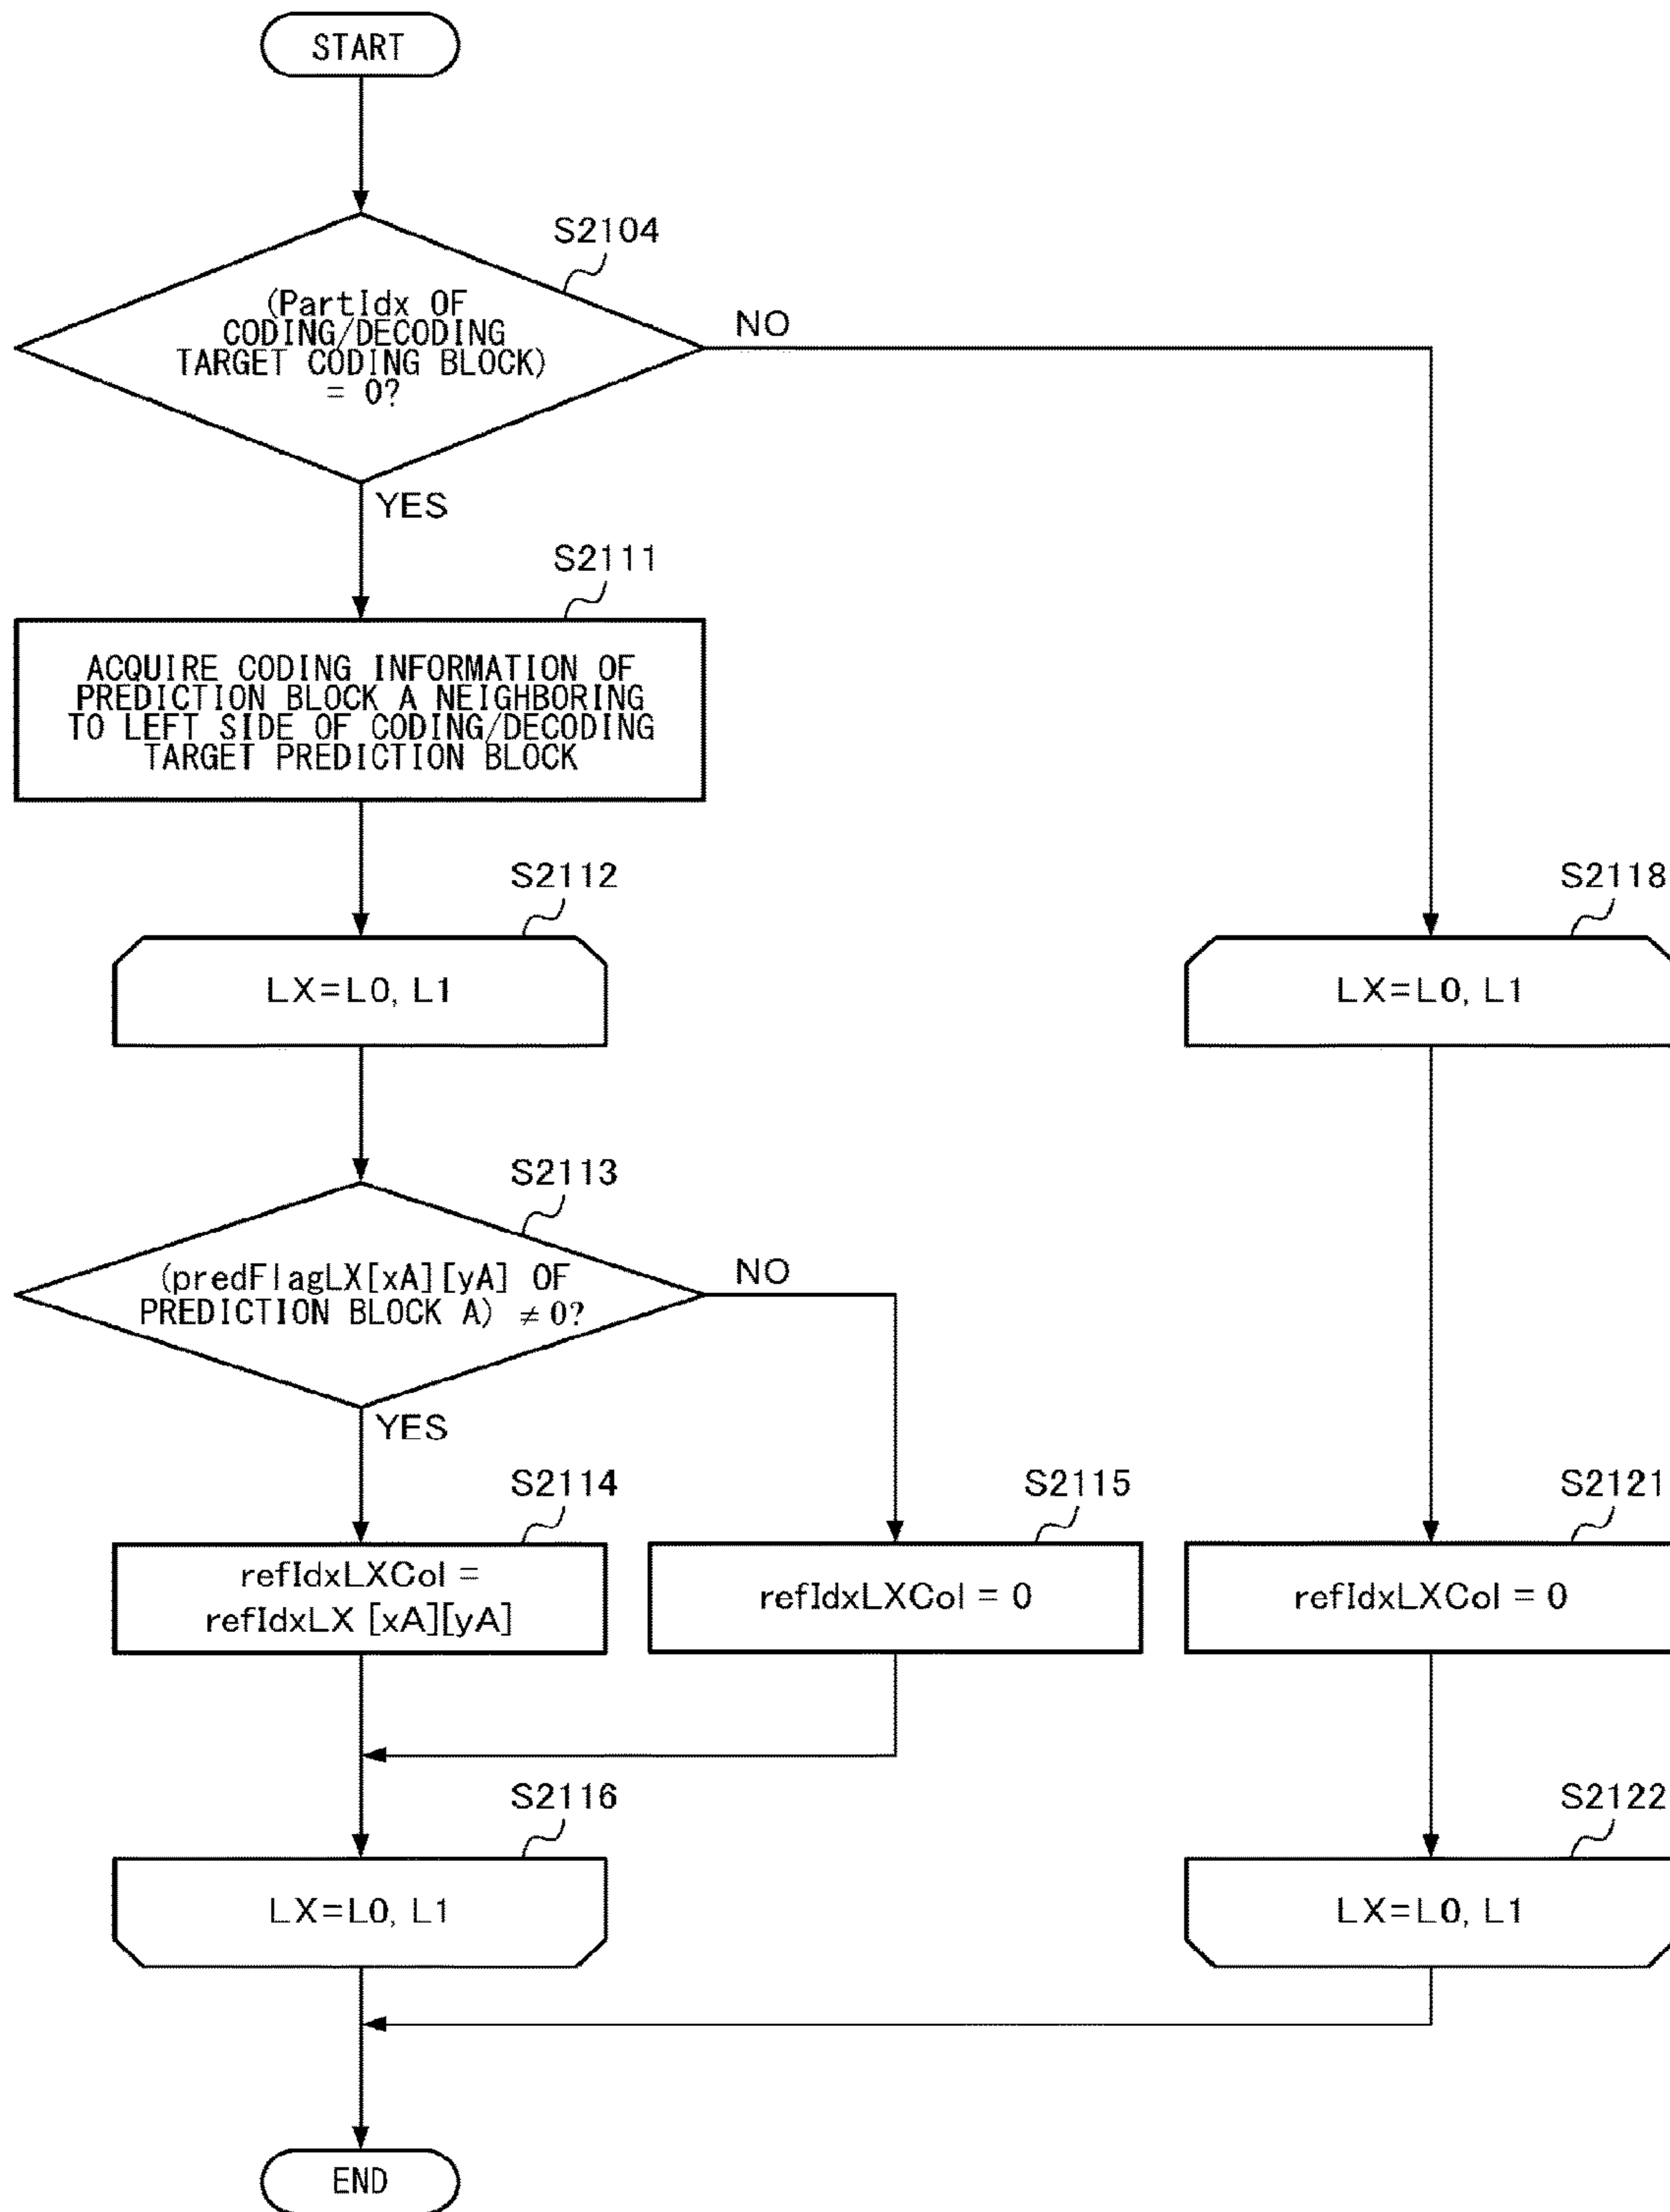 START
S2104
(PartIdx OF
CODING/DECODING
TARGET CODING BLOCK)
= 0?
NO
YES
S2111
ACQUIRE CODING INFORMATION OF
PREDICTION BLOCK A NEIGHBORING
TO LEFT SIDE OF CODING/DECODING
TARGET PREDICTION BLOCK
S2112
S2118
LX=L0, L1
LX=L0, L1
S2113
(predFlagLX[xA][yA] OF
PREDICTION BLOCK A) ≠ 0?
NO
YES
S2114
S2115
S2121
refIdxLXCol =
refIdxLX [xA][yA]
refIdxLXCol = 0
refIdxLXCol = 0
S2116
S2122
LX=L0, L1
LX=L0, L1
END